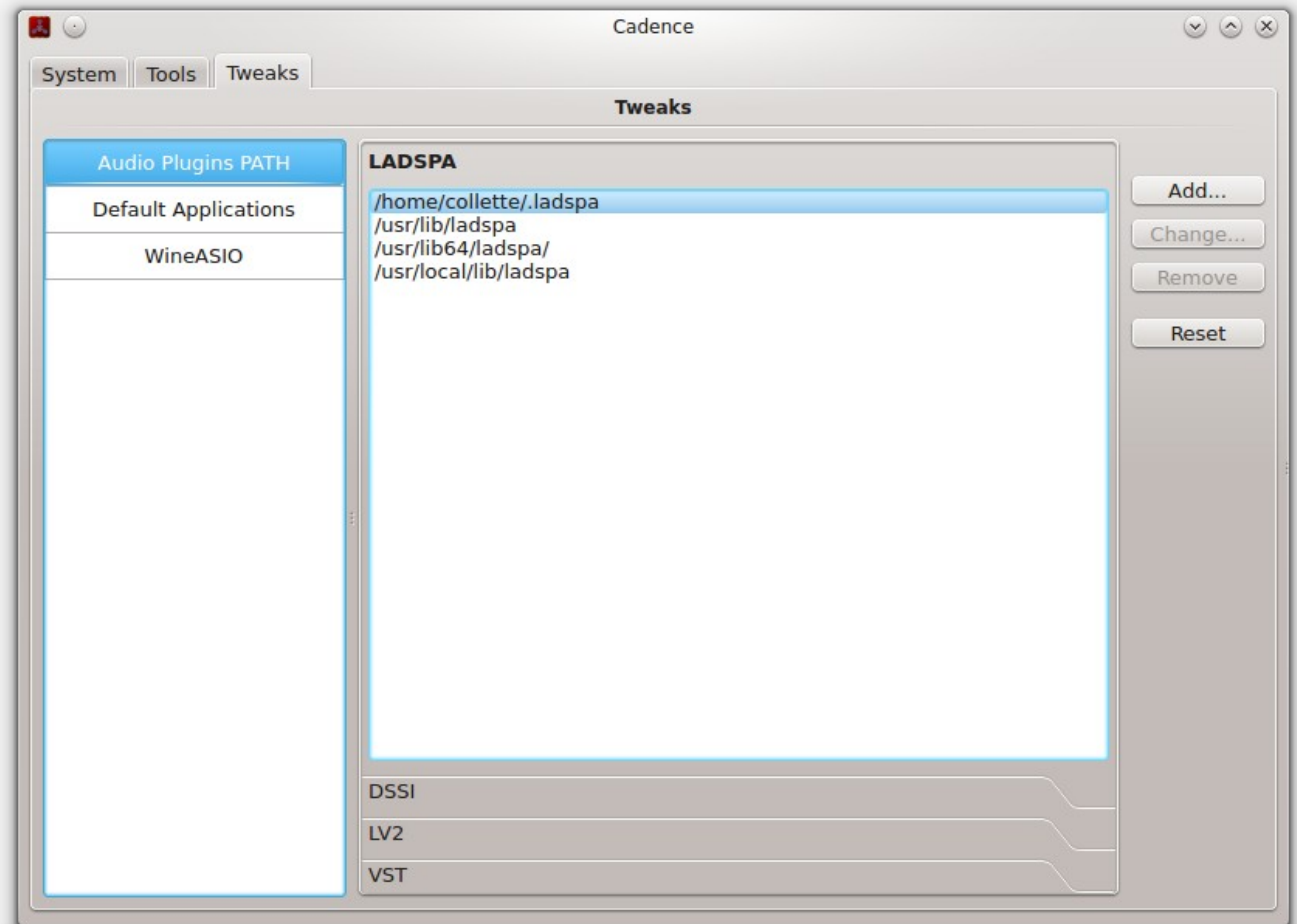 Cadence
System Tools Tweaks
Tweaks
Audio Plugins PATH
Default Applications
WineASIO
LADSPA
/home/collette/.ladspa
/usr/lib/ladspa
/usr/lib64/ladspa/
/usr/local/lib/ladspa
DSSI
LV2
VST
Add...
Change...
Remove
Reset